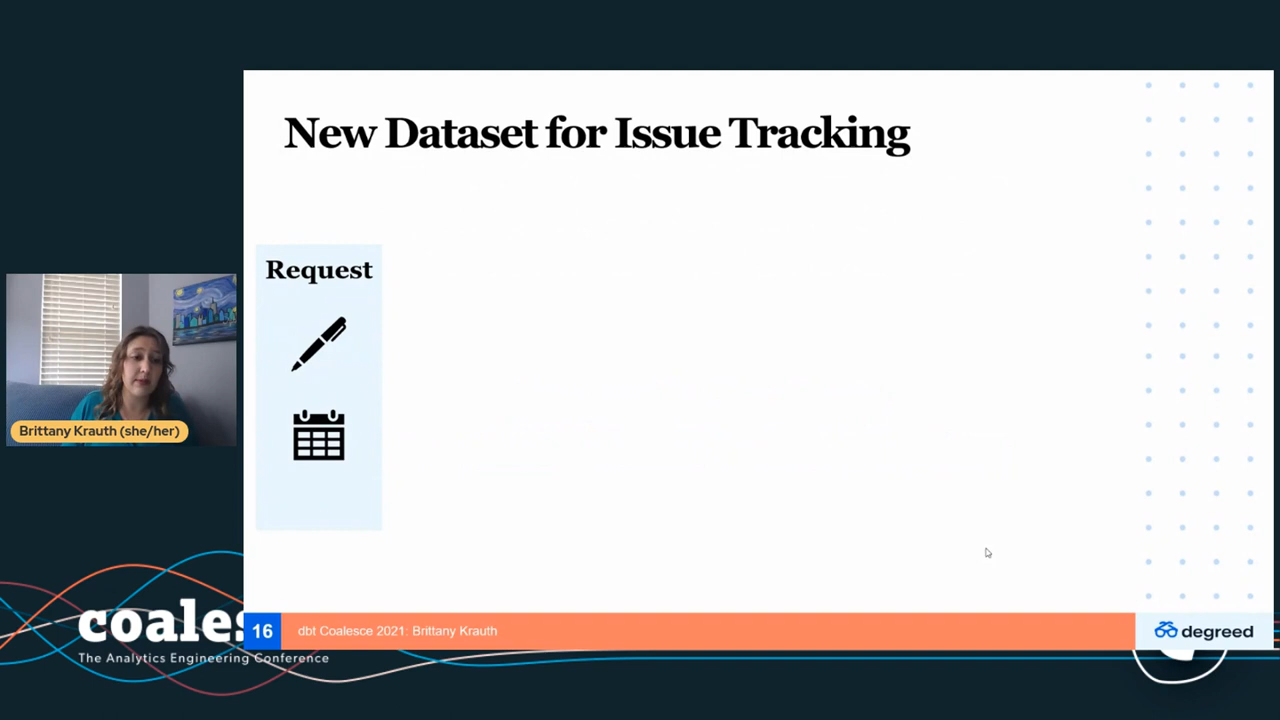 New Dataset for Issue Tracking
Request
Brittany Krauth (she/her)
coales
The Analytics Engineering Conference
16
dbt Coalesce 2021: Brittany Krauth
degreed